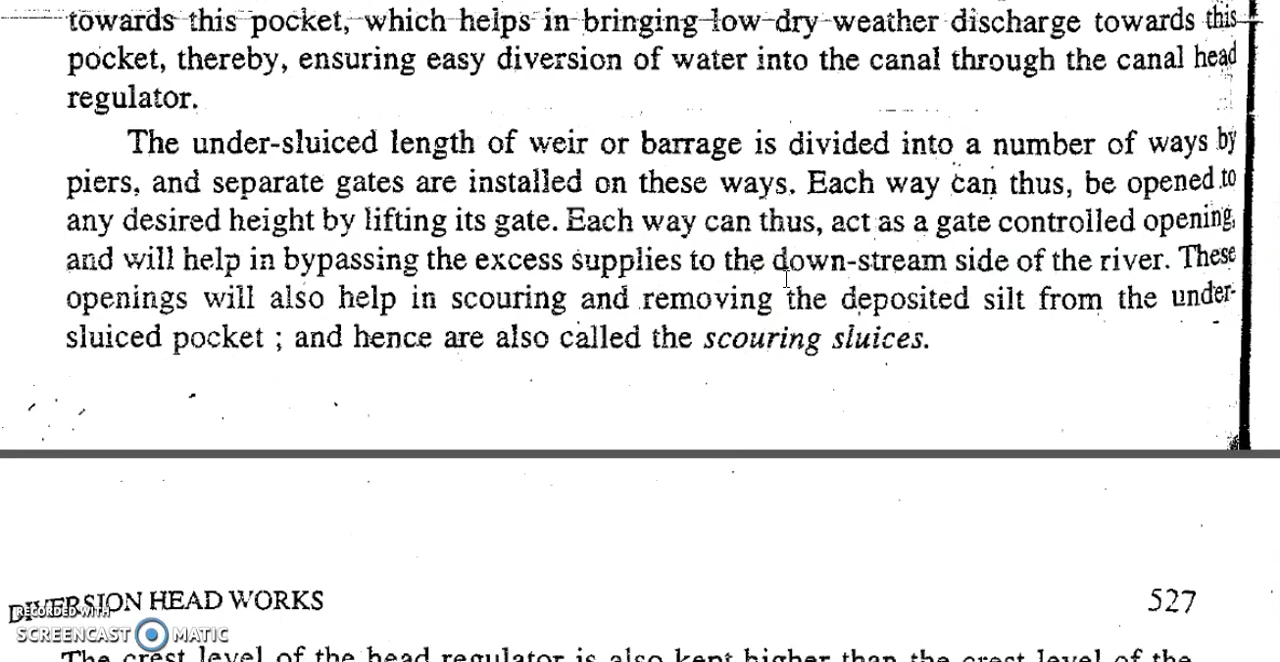 towards this pocket, which helps in bringing low dry weather discharge towards this
pocket, thereby, ensuring easy diversion of water into the canal through the canal head
regulator.
The under-sluiced length of weir or barrage is divided into a number of ways by
piers, and separate gates are installed on these ways. Each way can thus, be opened to
any desired height by lifting its gate. Each way can thus, act as a gate controlled opening,
and will help in bypassing the excess supplies to the down-stream side of the river. These
openings will also help in scouring and removing the deposited silt from the under-
sluiced pocket ; and hence are also called the scouring sluices.
DIVERSION HEAD WORKS 527
RECORDED WITH
SCREENCAST MATIC
The crest level of the head regulator is also kept higher than the crest level of the